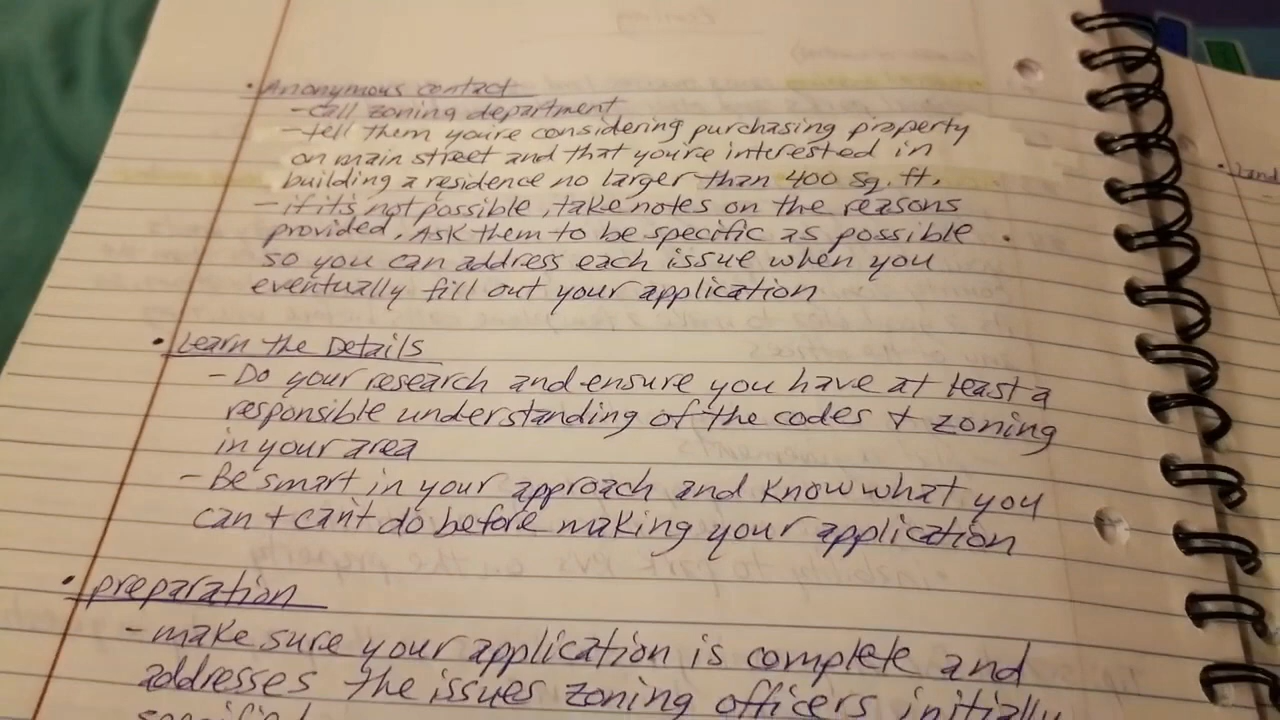 • Anonymous contact
- call zoning department
- tell them you're considering purchasing property
on main street and that you're interested in
building a residence no larger than 400 sq. ft.
- if it's not possible, take notes on the reasons
provided. Ask them to be specific as possible
so you can address each issue when you
eventually fill out your application
• Learn the Details
- Do your research and ensure you have at least a
responsible understanding of the codes + zoning
in your area
- Be smart in your approach and know what you
can + can't do before making your application
• preparation
- make sure your application is complete and
addresses the issues zoning officers initially
• land